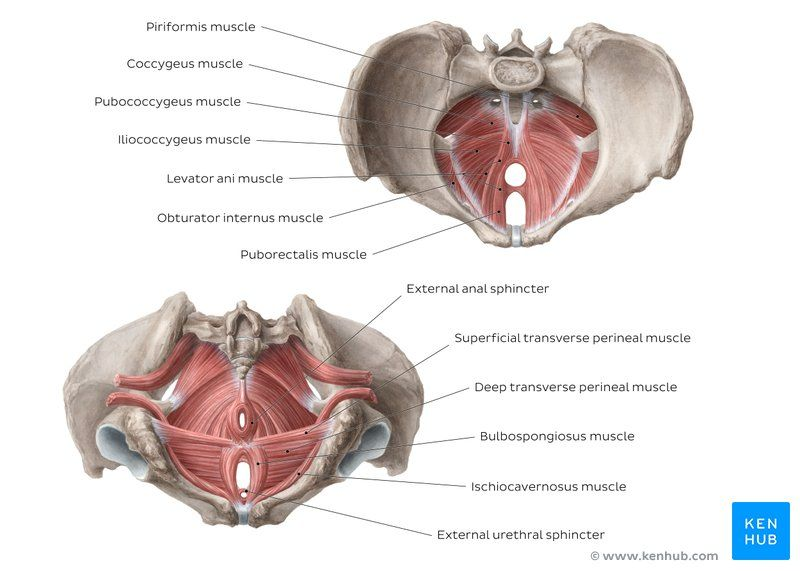 Piriformis muscle
Coccygeus muscle
Pubococcygeus muscle
Iliococcygeus muscle
Levator ani muscle
Obturator internus muscle
Puborectalis muscle
External anal sphincter
Superficial transverse perineal muscle
Deep transverse perineal muscle
Bulbospongiosus muscle
Ischiocavernosus muscle
External urethral sphincter
KEN
HUB
© www.kenhub.com